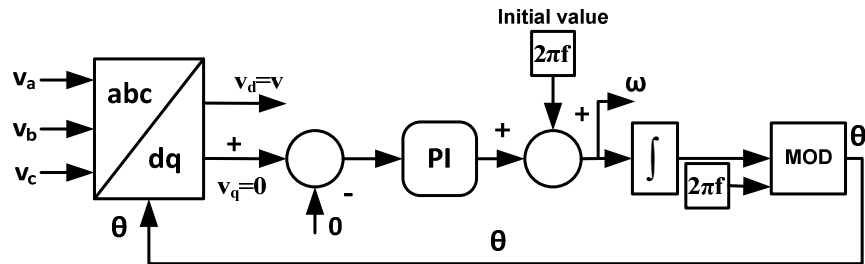 Initial value
2πf
v_a
v_b
v_c
abc
dq
v_d=v
+
v_q=0
-
0
PI
+
+
ω
∫
2πf
MOD
θ
θ
θ